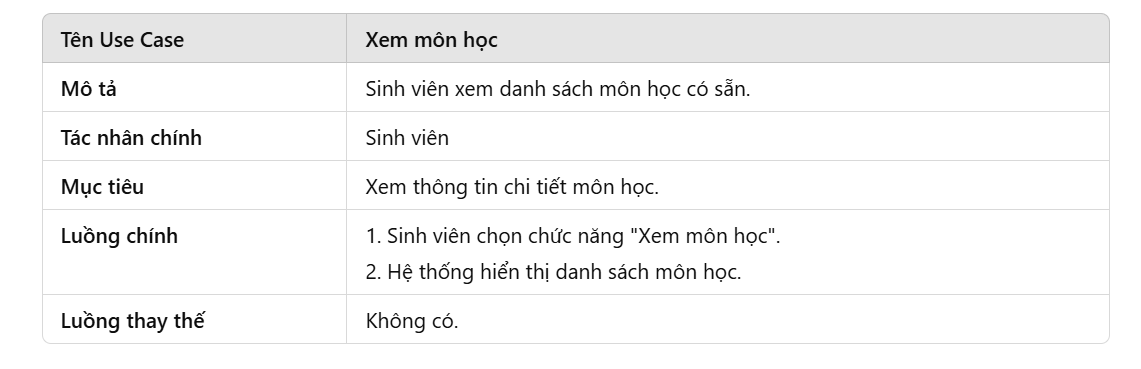 Tên Use Case Xem môn học
Mô tả Sinh viên xem danh sách môn học có sẵn.
Tác nhân chính Sinh viên
Mục tiêu Xem thông tin chi tiết môn học.
Luồng chính 1. Sinh viên chọn chức năng "Xem môn học".
2. Hệ thống hiển thị danh sách môn học.
Luồng thay thế Không có.